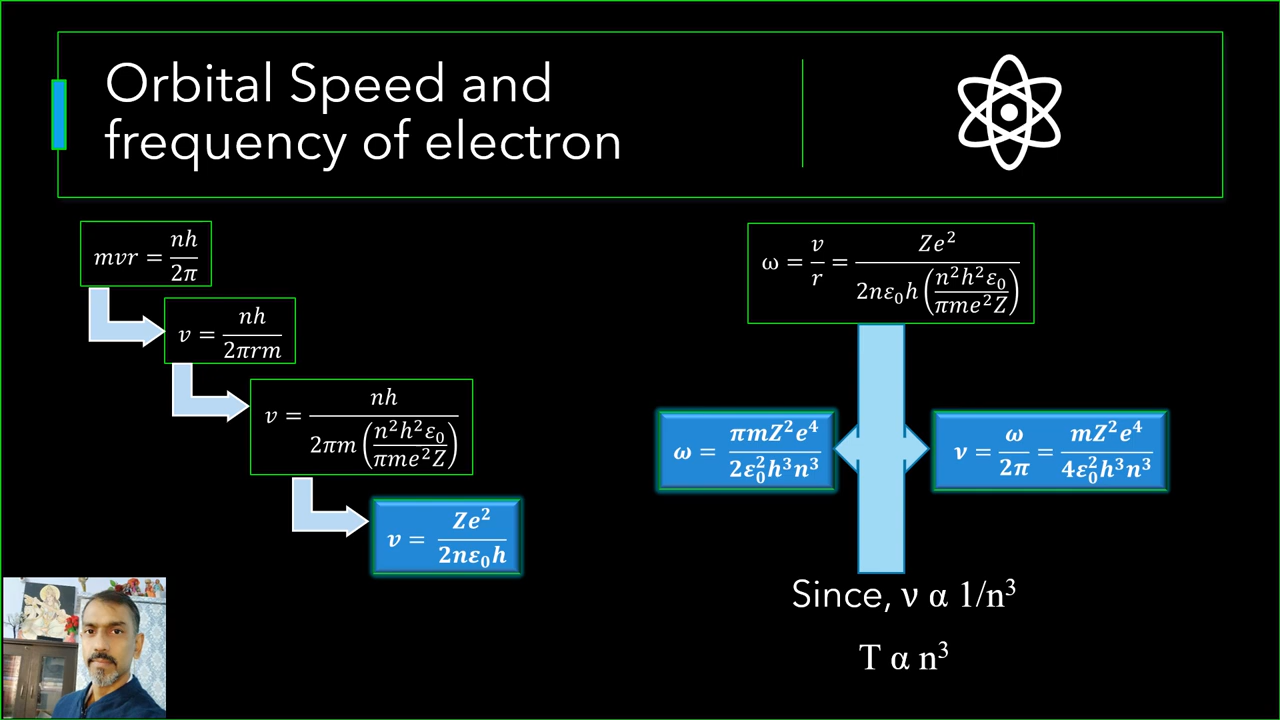 Orbital Speed and
frequency of electron
mvr = nh/2π
v = nh/2πrm
v = nh/2πm(n²h²ε₀/πme²Z)
v = Ze²/2nε₀h
ω = v/r = Ze²/2nε₀h(n²h²ε₀/πme²Z)
ω = πmZ²e⁴/2ε₀²h³n³
ν = ω/2π = mZ²e⁴/4ε₀²h³n³
Since, ν α 1/n³
T α n³